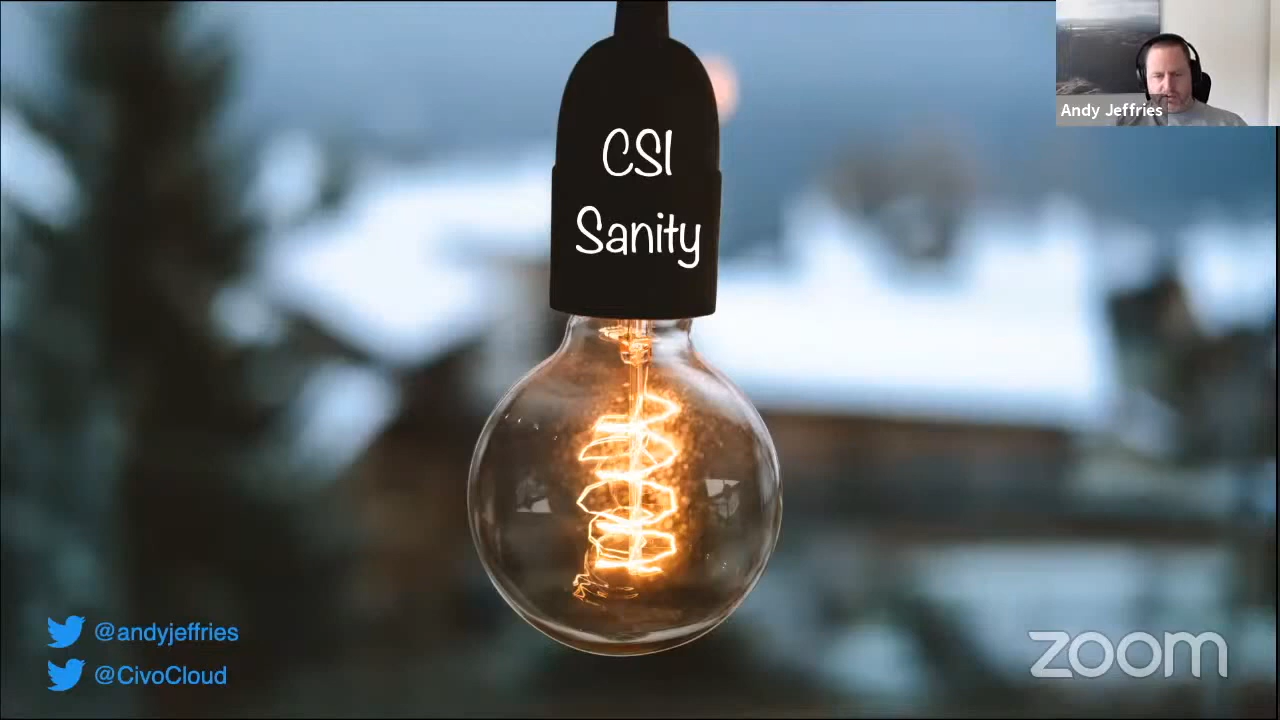 CSI
Sanity
Andy Jeffries
@andyjeffries
@CivoCloud
zoom